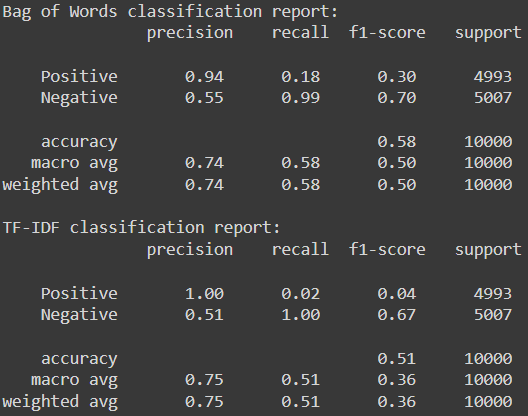 Bag of Words classification report:
precision recall f1-score support
Positive 0.94 0.18 0.30 4993
Negative 0.55 0.99 0.70 5007
accuracy 0.58 10000
macro avg 0.74 0.58 0.50 10000
weighted avg 0.74 0.58 0.50 10000
TF-IDF classification report:
precision recall f1-score support
Positive 1.00 0.02 0.04 4993
Negative 0.51 1.00 0.67 5007
accuracy 0.51 10000
macro avg 0.75 0.51 0.36 10000
weighted avg 0.75 0.51 0.36 10000